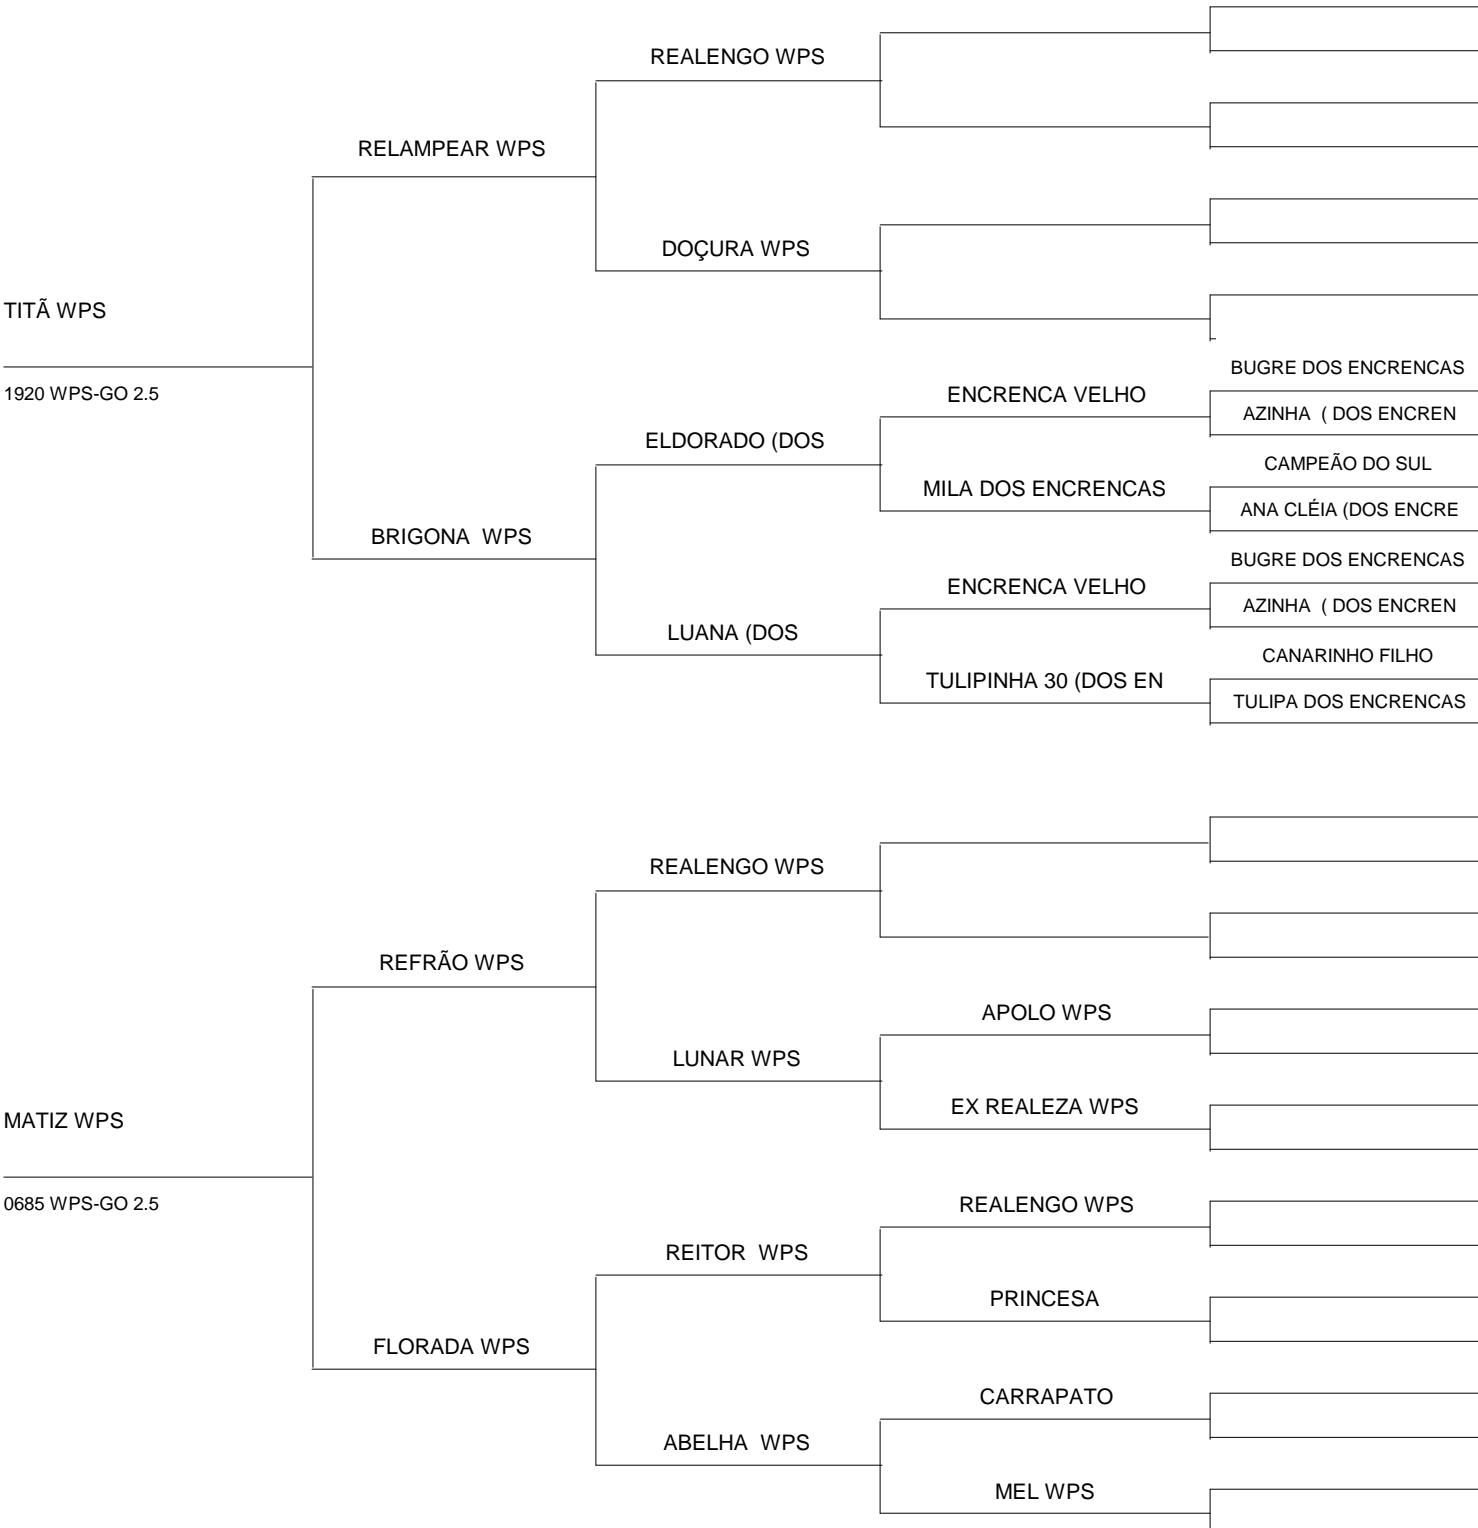 REALENGO WPS
RELAMPEAR WPS
DOÇURA WPS
TITÃ WPS
BUGRE DOS ENCRENCAS
1920 WPS-GO 2.5
ENCRENCA VELHO
AZINHA ( DOS ENCREN
ELDORADO (DOS
CAMPEÃO DO SUL
MILA DOS ENCRENCAS
ANA CLÉIA (DOS ENCRE
BRIGONA WPS
BUGRE DOS ENCRENCAS
ENCRENCA VELHO
AZINHA ( DOS ENCREN
LUANA (DOS
CANARINHO FILHO
TULIPINHA 30 (DOS EN
TULIPA DOS ENCRENCAS
REALENGO WPS
REFRÃO WPS
APOLO WPS
LUNAR WPS
EX REALEZA WPS
MATIZ WPS
0685 WPS-GO 2.5
REALENGO WPS
REITOR WPS
PRINCESA
FLORADA WPS
CARRAPATO
ABELHA WPS
MEL WPS